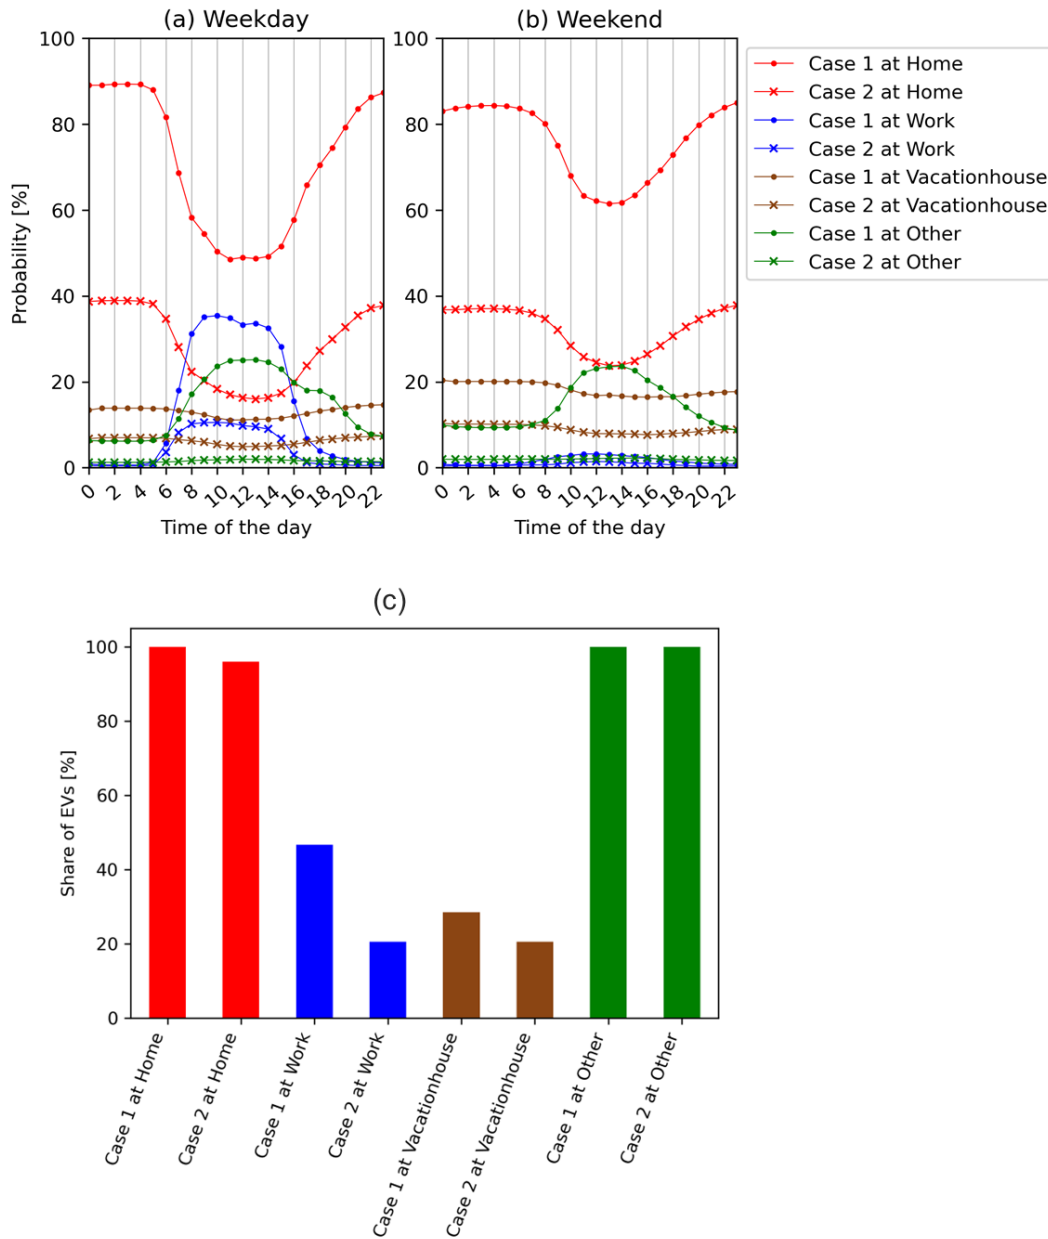 (a) Weekday
(b) Weekend
Probability [%]
100
80
60
40
20
0
0 2 4 6 8 10 12 14 16 18 20 22
Time of the day
100
80
60
40
20
0
0 2 4 6 8 10 12 14 16 18 20 22
Time of the day
Case 1 at Home
Case 2 at Home
Case 1 at Work
Case 2 at Work
Case 1 at Vacationhouse
Case 2 at Vacationhouse
Case 1 at Other
Case 2 at Other
(c)
Share of EVs [%]
100
80
60
40
20
0
Case 1 at Home
Case 2 at Home
Case 1 at Work
Case 2 at Work
Case 1 at Vacationhouse
Case 2 at Vacationhouse
Case 1 at Other
Case 2 at Other